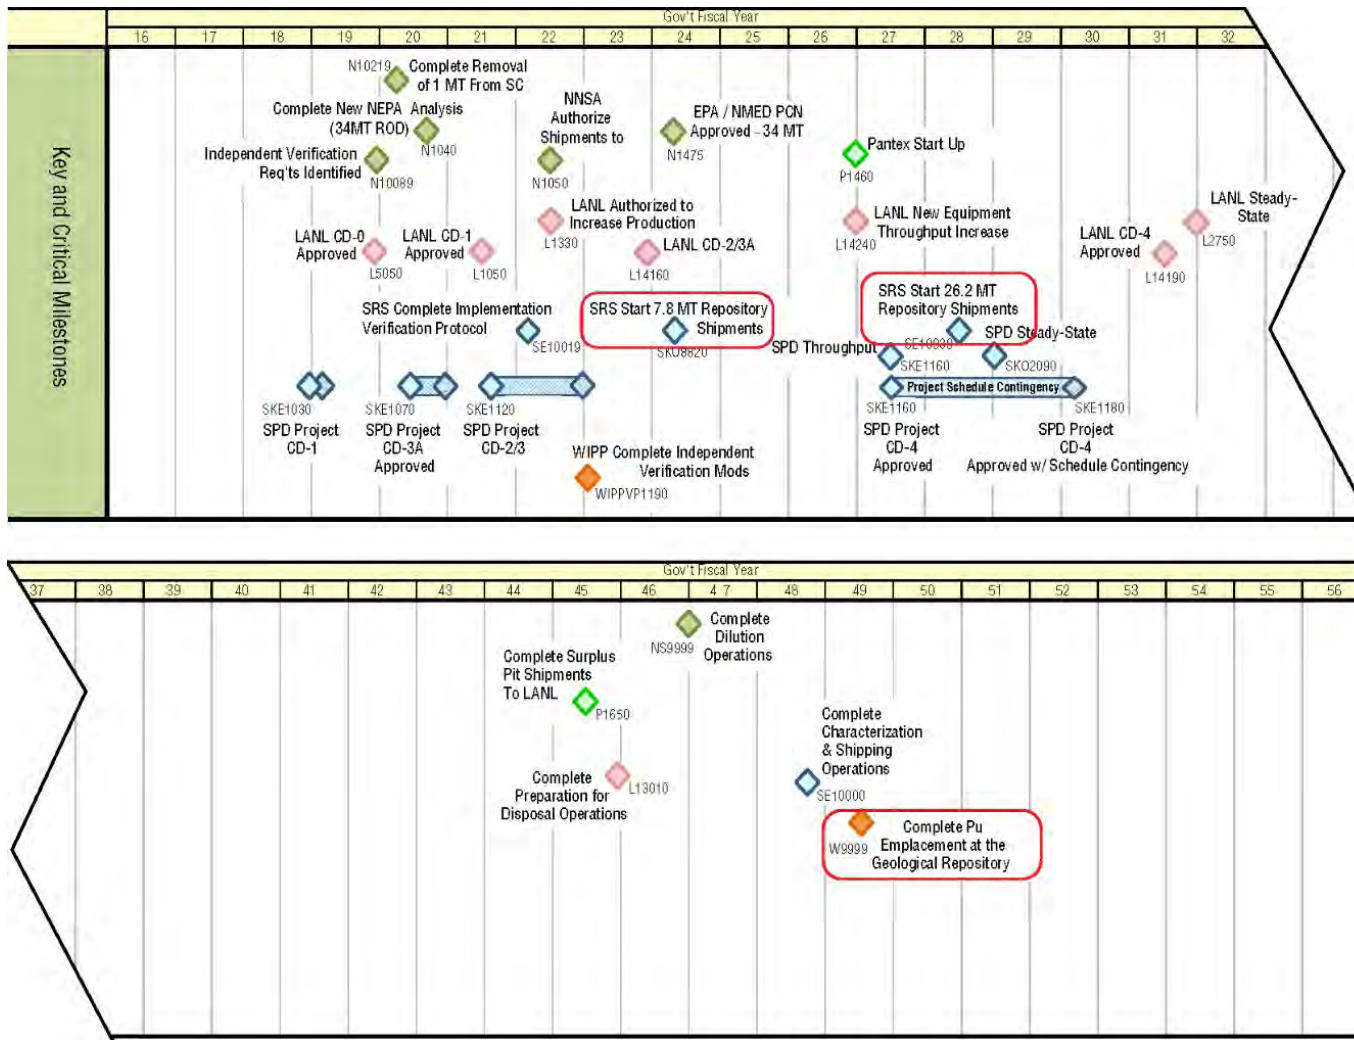 Gov't Fiscal Year
16 17 18 19 20 21 22 23 24 25 26 27 28 29 30 31 32
Key and Critical Milestones
N10219
Complete Removal
of 1 MT From SC
Complete New NEPA Analysis
(34MT ROD)
N1040
Independent Verification
Req'ts Identified
N10089
NNSA
Authorize
Shipments to
N1050
EPA / NMED PCN
Approved - 34 MT
N1475
Pantex Start Up
P1460
LANL CD-0
Approved
L5050
LANL CD-1
Approved
L1050
LANL Authorized to
Increase Production
L1330
LANL CD-2/3A
L14160
LANL New Equipment
Throughput Increase
L14240
LANL CD-4
Approved
L14190
LANL Steady-
State
L2750
SRS Complete Implementation
Verification Protocol
SE10019
SRS Start 7.8 MT Repository
Shipments
SKO8820
SRS Start 26.2 MT
Repository Shipments
SPD Throughput
SKE1160
SPD Steady-State
SKO2090
SKE1030
SPD Project
CD-1
SKE1070
SPD Project
CD-3A
Approved
SKE1120
SPD Project
CD-2/3
Project Schedule Contingency
SKE1160
SPD Project
CD-4
Approved
SKE1180
SPD Project
CD-4
Approved w/ Schedule Contingency
WIPP Complete Independent
Verification Mods
WIPPVP1190
Gov't Fiscal Year
37 38 39 40 41 42 43 44 45 46 4 7 48 49 50 51 52 53 54 55 56
NS9999
Complete
Dilution
Operations
Complete Surplus
Pit Shipments
To LANL
P1650
Complete
Preparation for
Disposal Operations
L13010
Complete
Characterization
& Shipping
Operations
SE10000
W9999
Complete Pu
Emplacement at the
Geological Repository